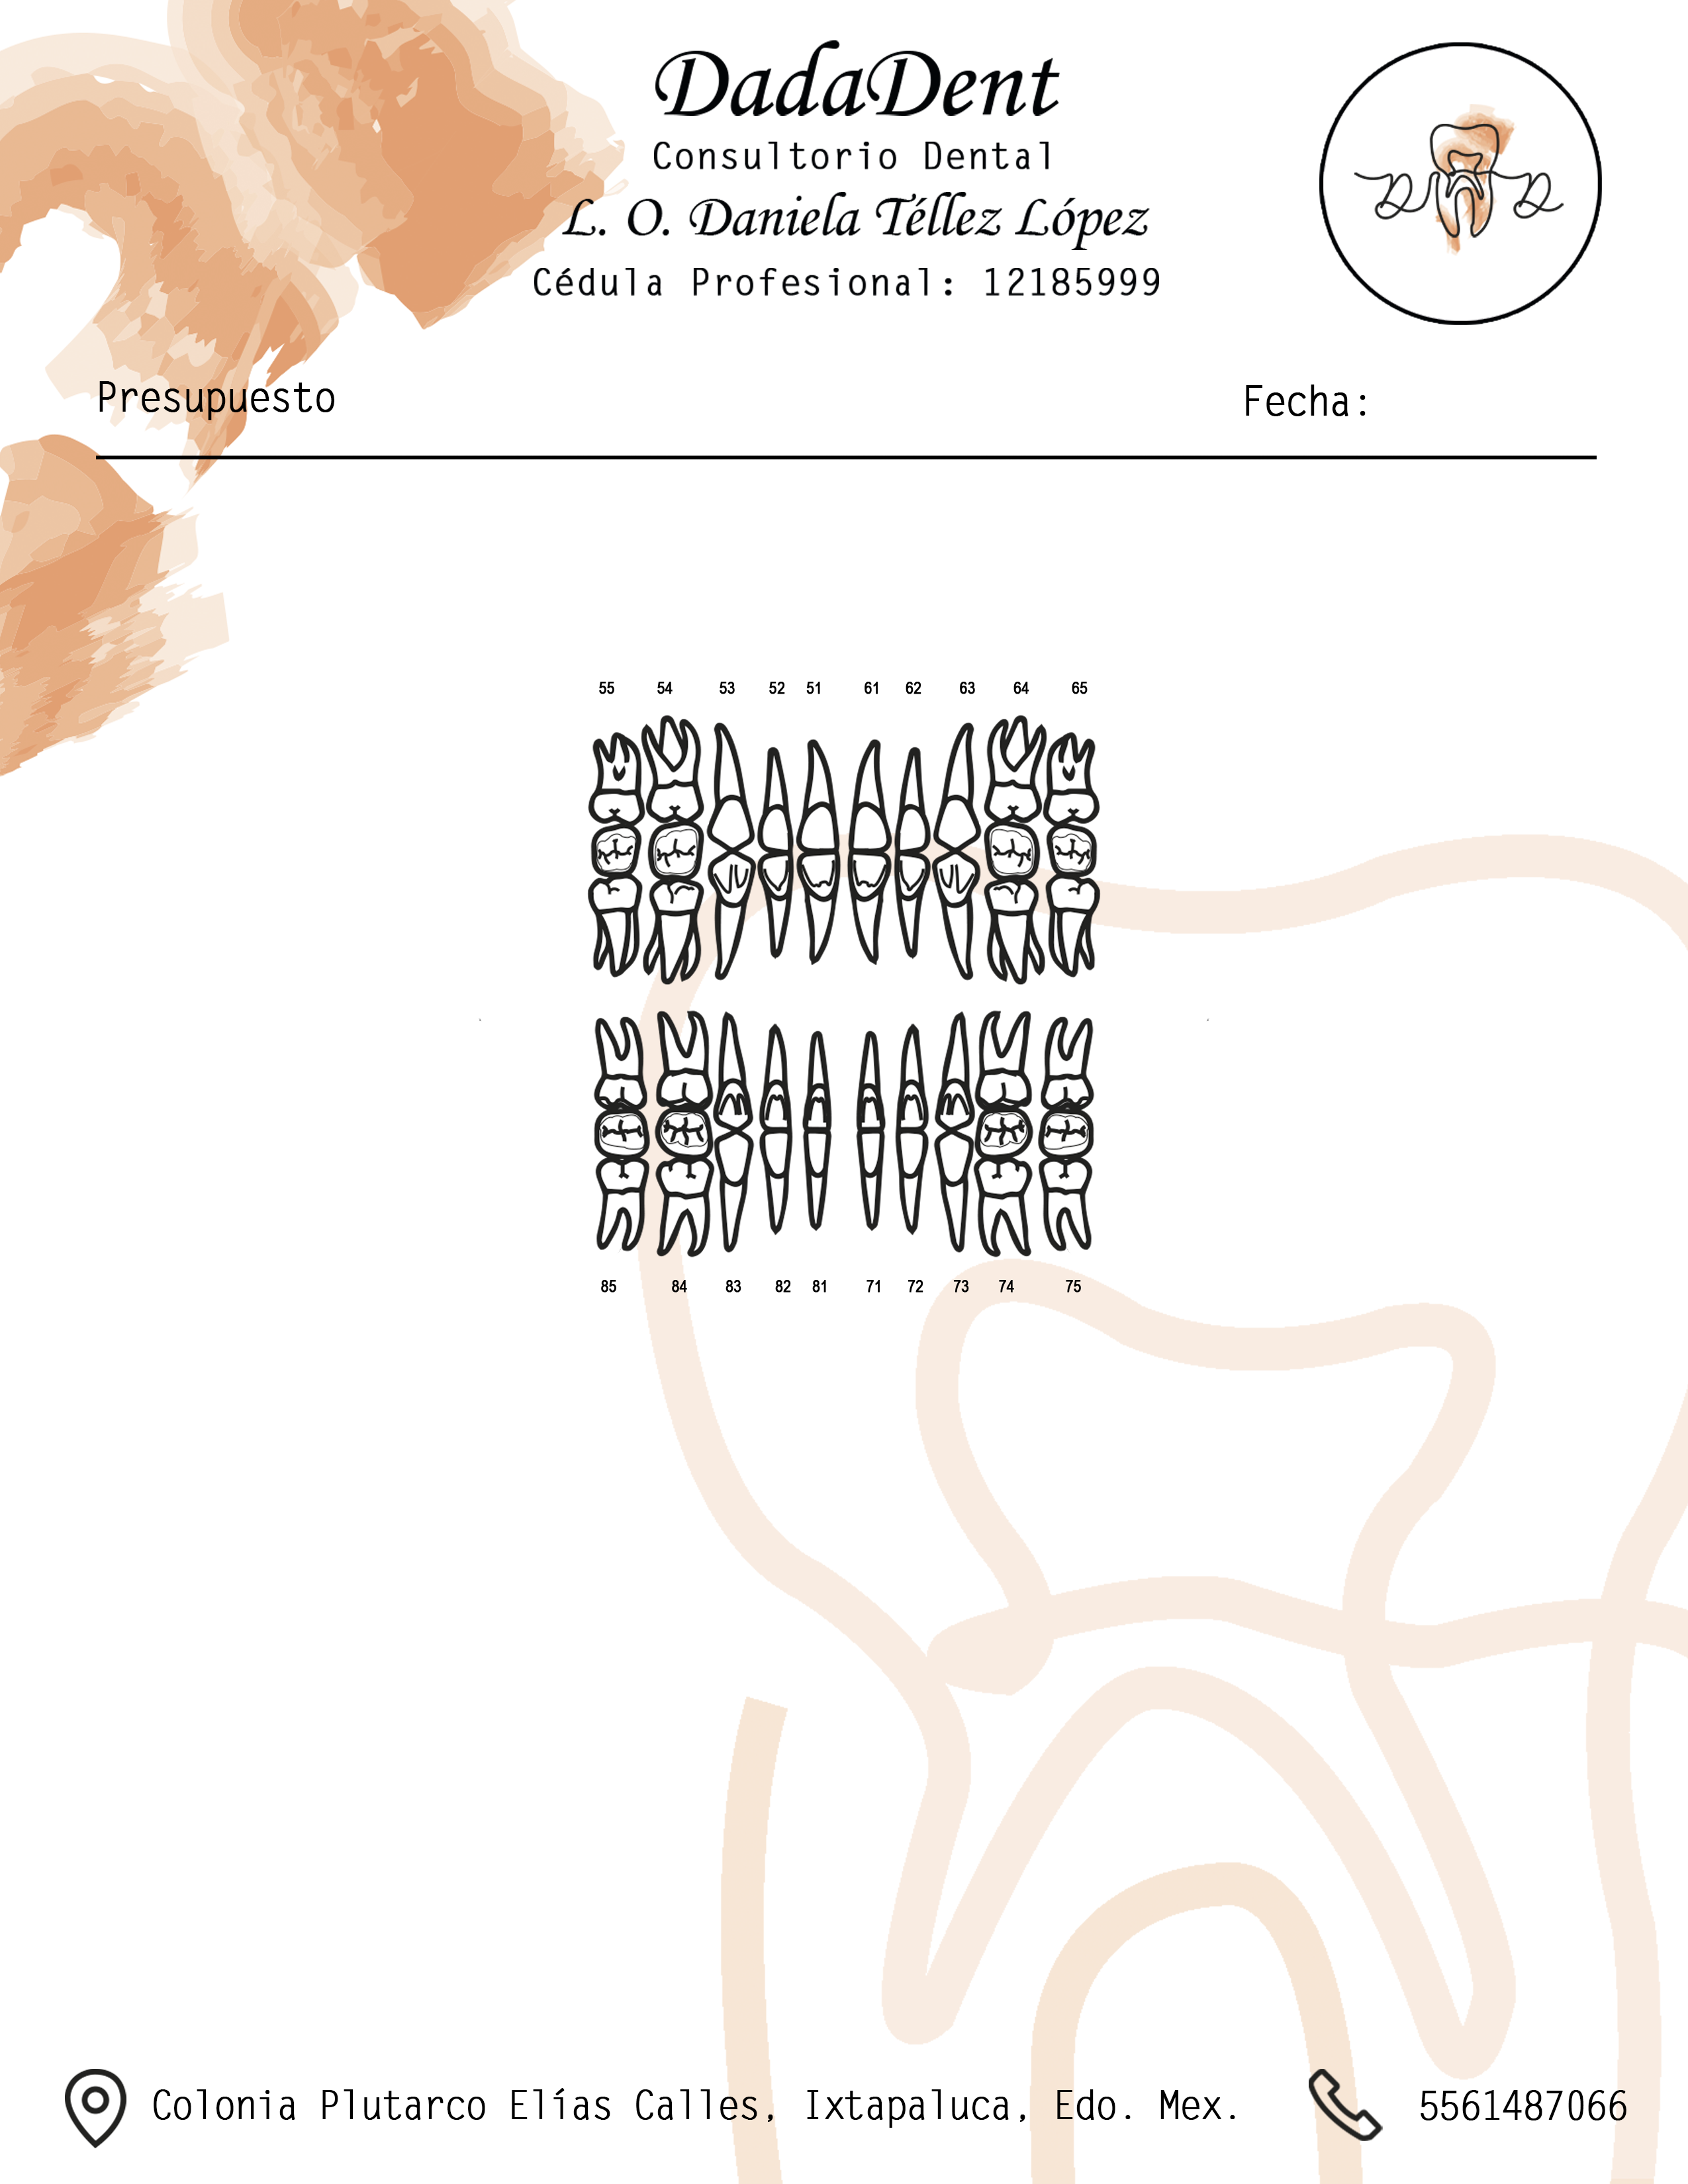 DadaDent
Consultorio Dental
L. O. Daniela Téllez López
Cédula Profesional: 12185999
D D
Presupuesto Fecha:
55 54 53 52 51 61 62 63 64 65
85 84 83 82 81 71 72 73 74 75
Colonia Plutarco Elías Calles, Ixtapaluca, Edo. Mex. 5561487066